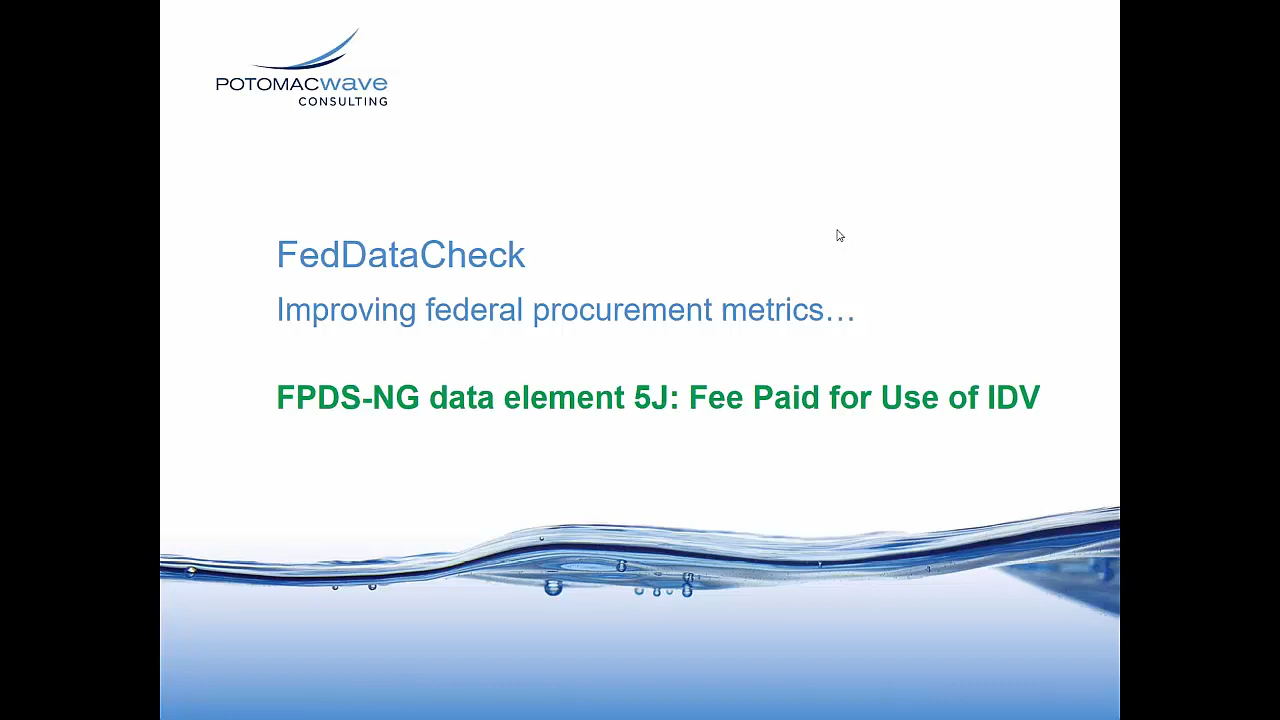 POTOMACwave
CONSULTING
FedDataCheck
Improving federal procurement metrics…
FPDS-NG data element 5J: Fee Paid for Use of IDV